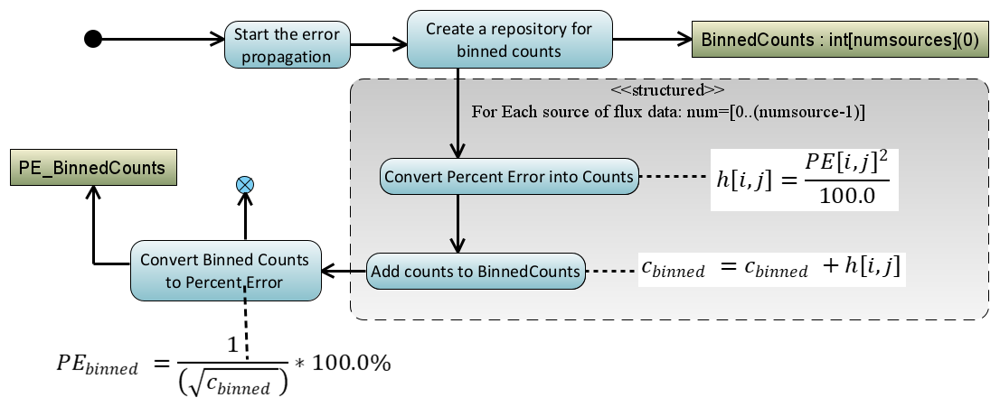 Start the error
propagation
Create a repository for
binned counts
BinnedCounts : int[numsources](0)
<<structured>>
For Each source of flux data: num=[0..(numsource-1)]
PE_BinnedCounts
Convert Percent Error into Counts
h[i,j] = PE[i,j]² / 100.0
Convert Binned Counts
to Percent Error
Add counts to BinnedCounts
c_binned = c_binned + h[i,j]
PE_binned = 1 / (√c_binned) * 100.0%